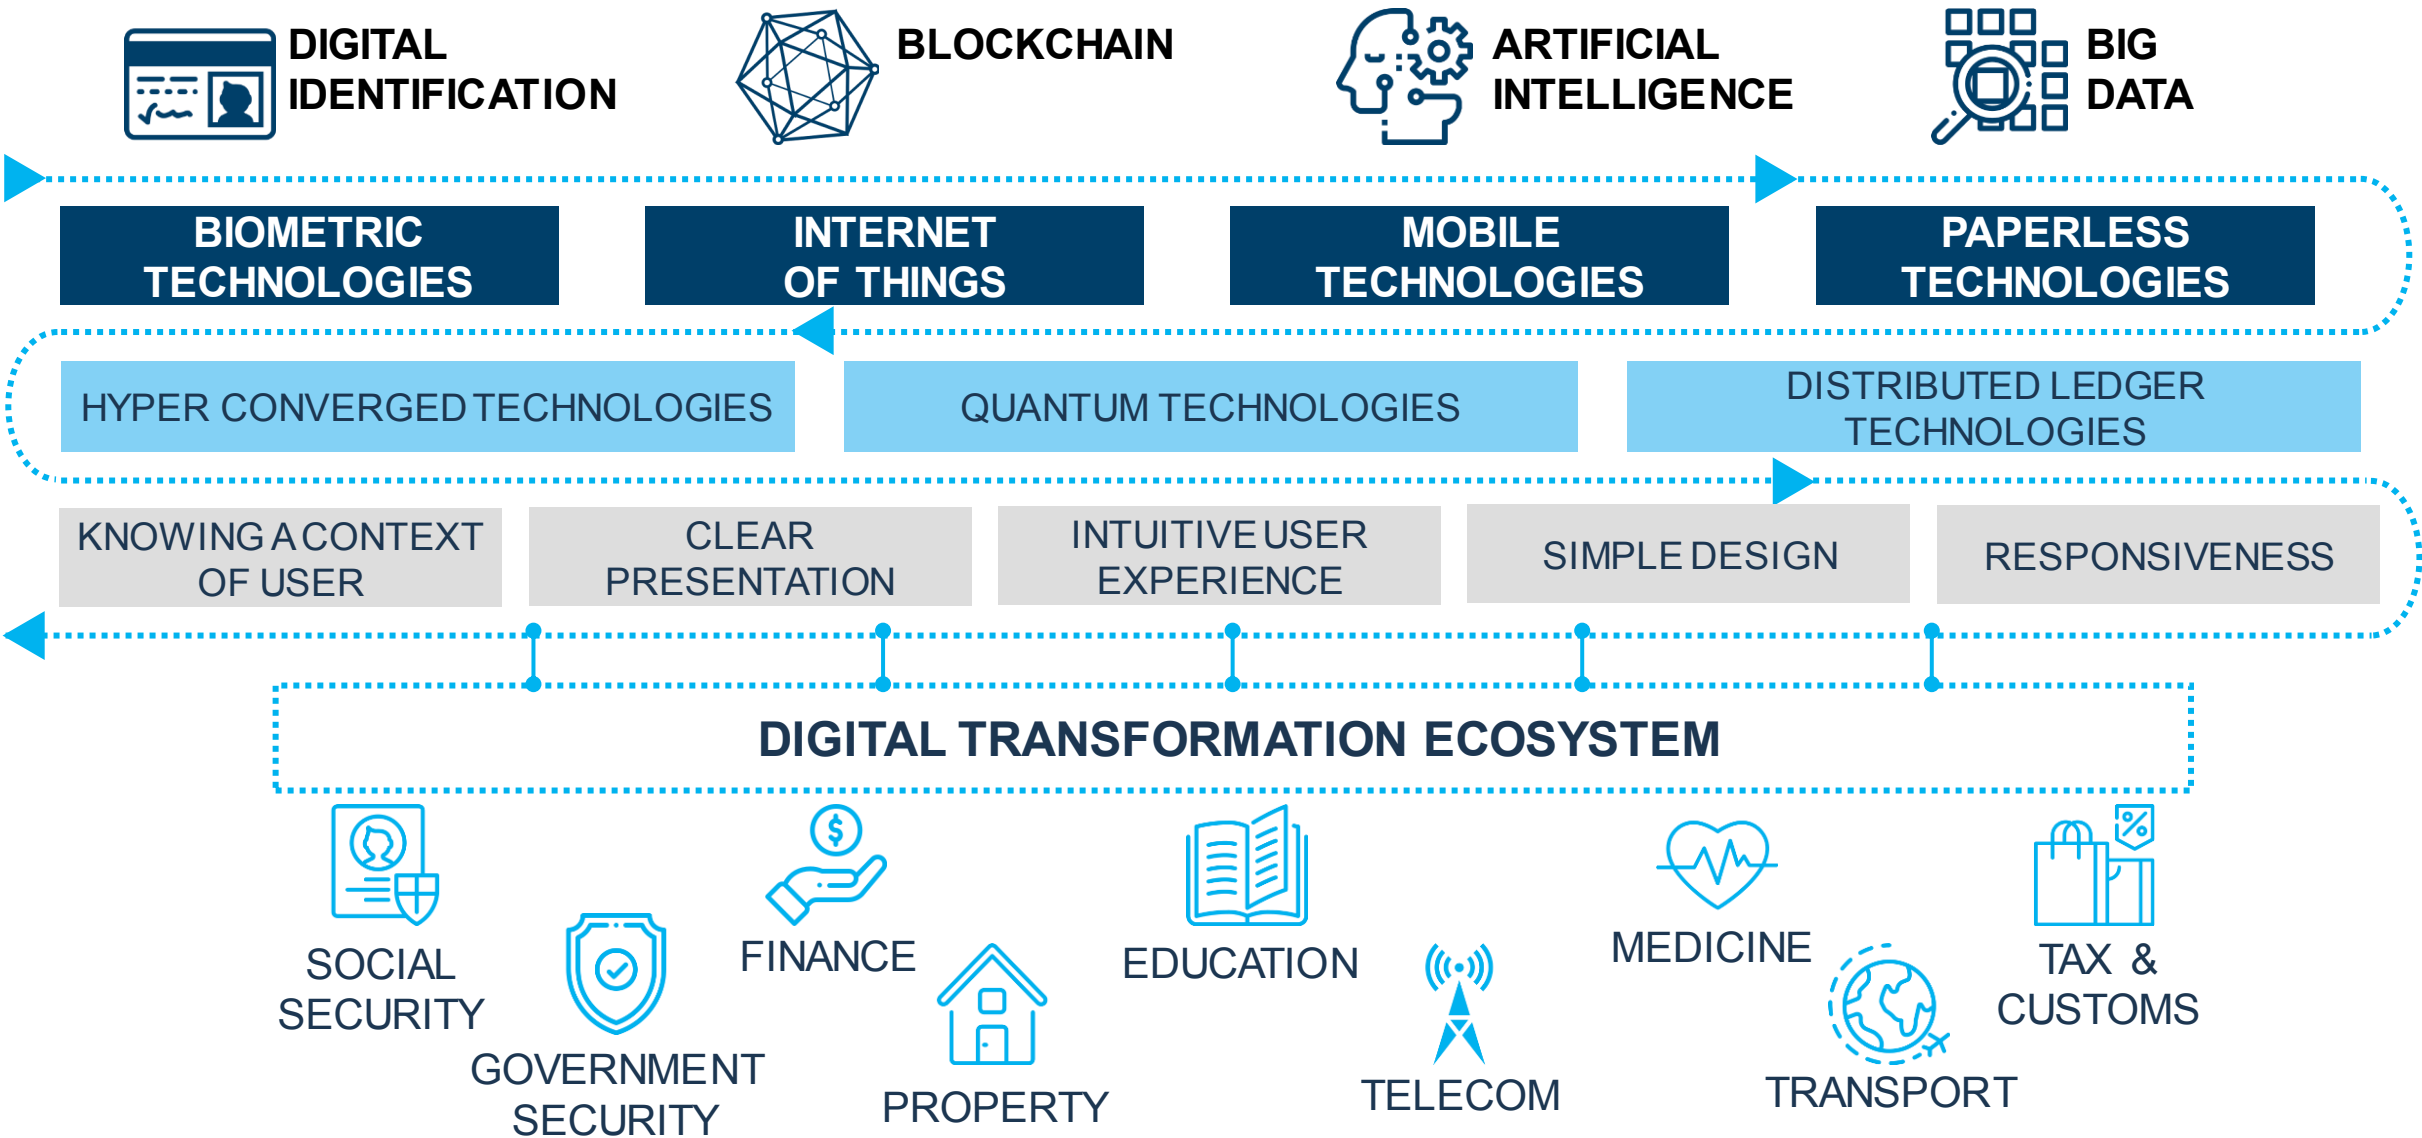 DIGITAL
IDENTIFICATION
BLOCKCHAIN
ARTIFICIAL
INTELLIGENCE
BIG
DATA
BIOMETRIC
TECHNOLOGIES
INTERNET
OF THINGS
MOBILE
TECHNOLOGIES
PAPERLESS
TECHNOLOGIES
HYPER CONVERGED TECHNOLOGIES
QUANTUM TECHNOLOGIES
DISTRIBUTED LEDGER
TECHNOLOGIES
KNOWING A CONTEXT
OF USER
CLEAR
PRESENTATION
INTUITIVE USER
EXPERIENCE
SIMPLE DESIGN
RESPONSIVENESS
DIGITAL TRANSFORMATION ECOSYSTEM
SOCIAL
SECURITY
GOVERNMENT
SECURITY
$
FINANCE
PROPERTY
EDUCATION
TELECOM
MEDICINE
TRANSPORT
%
TAX &
CUSTOMS